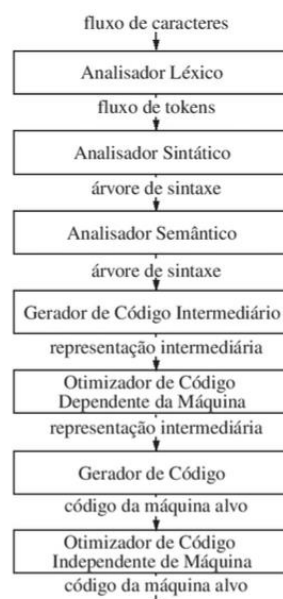 fluxo de caracteres
Analisador Léxico
fluxo de tokens
Analisador Sintático
árvore de sintaxe
Analisador Semântico
árvore de sintaxe
Gerador de Código Intermediário
representação intermediária
Otimizador de Código
Dependente da Máquina
representação intermediária
Gerador de Código
código da máquina alvo
Otimizador de Código
Independente de Máquina
código da máquina alvo